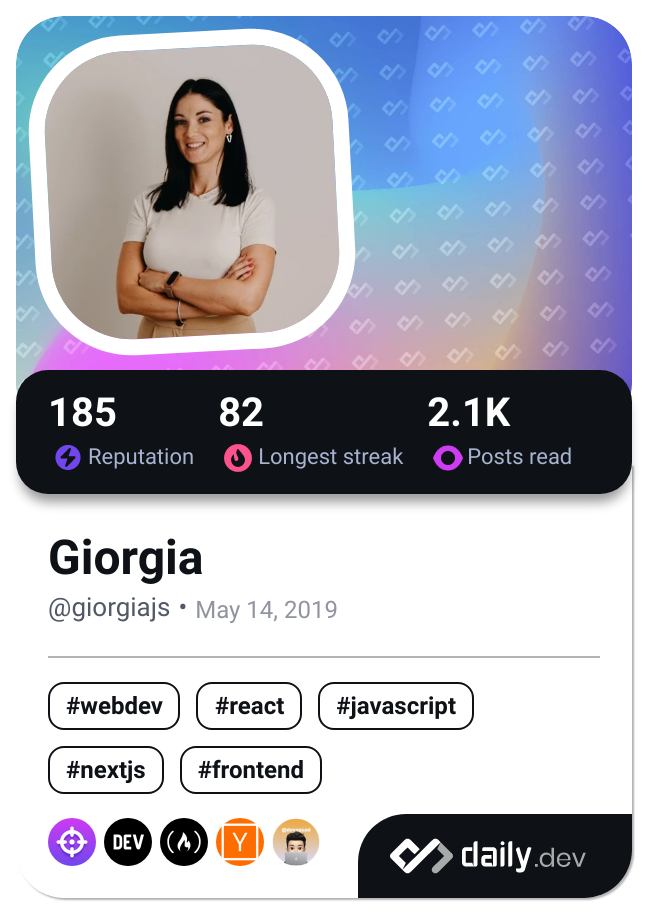 185 82 2.1K
Reputation Longest streak Posts read
Giorgia
@giorgiajs • May 14, 2019
#webdev #react #javascript
#nextjs #frontend
DEV Y
daily.dev